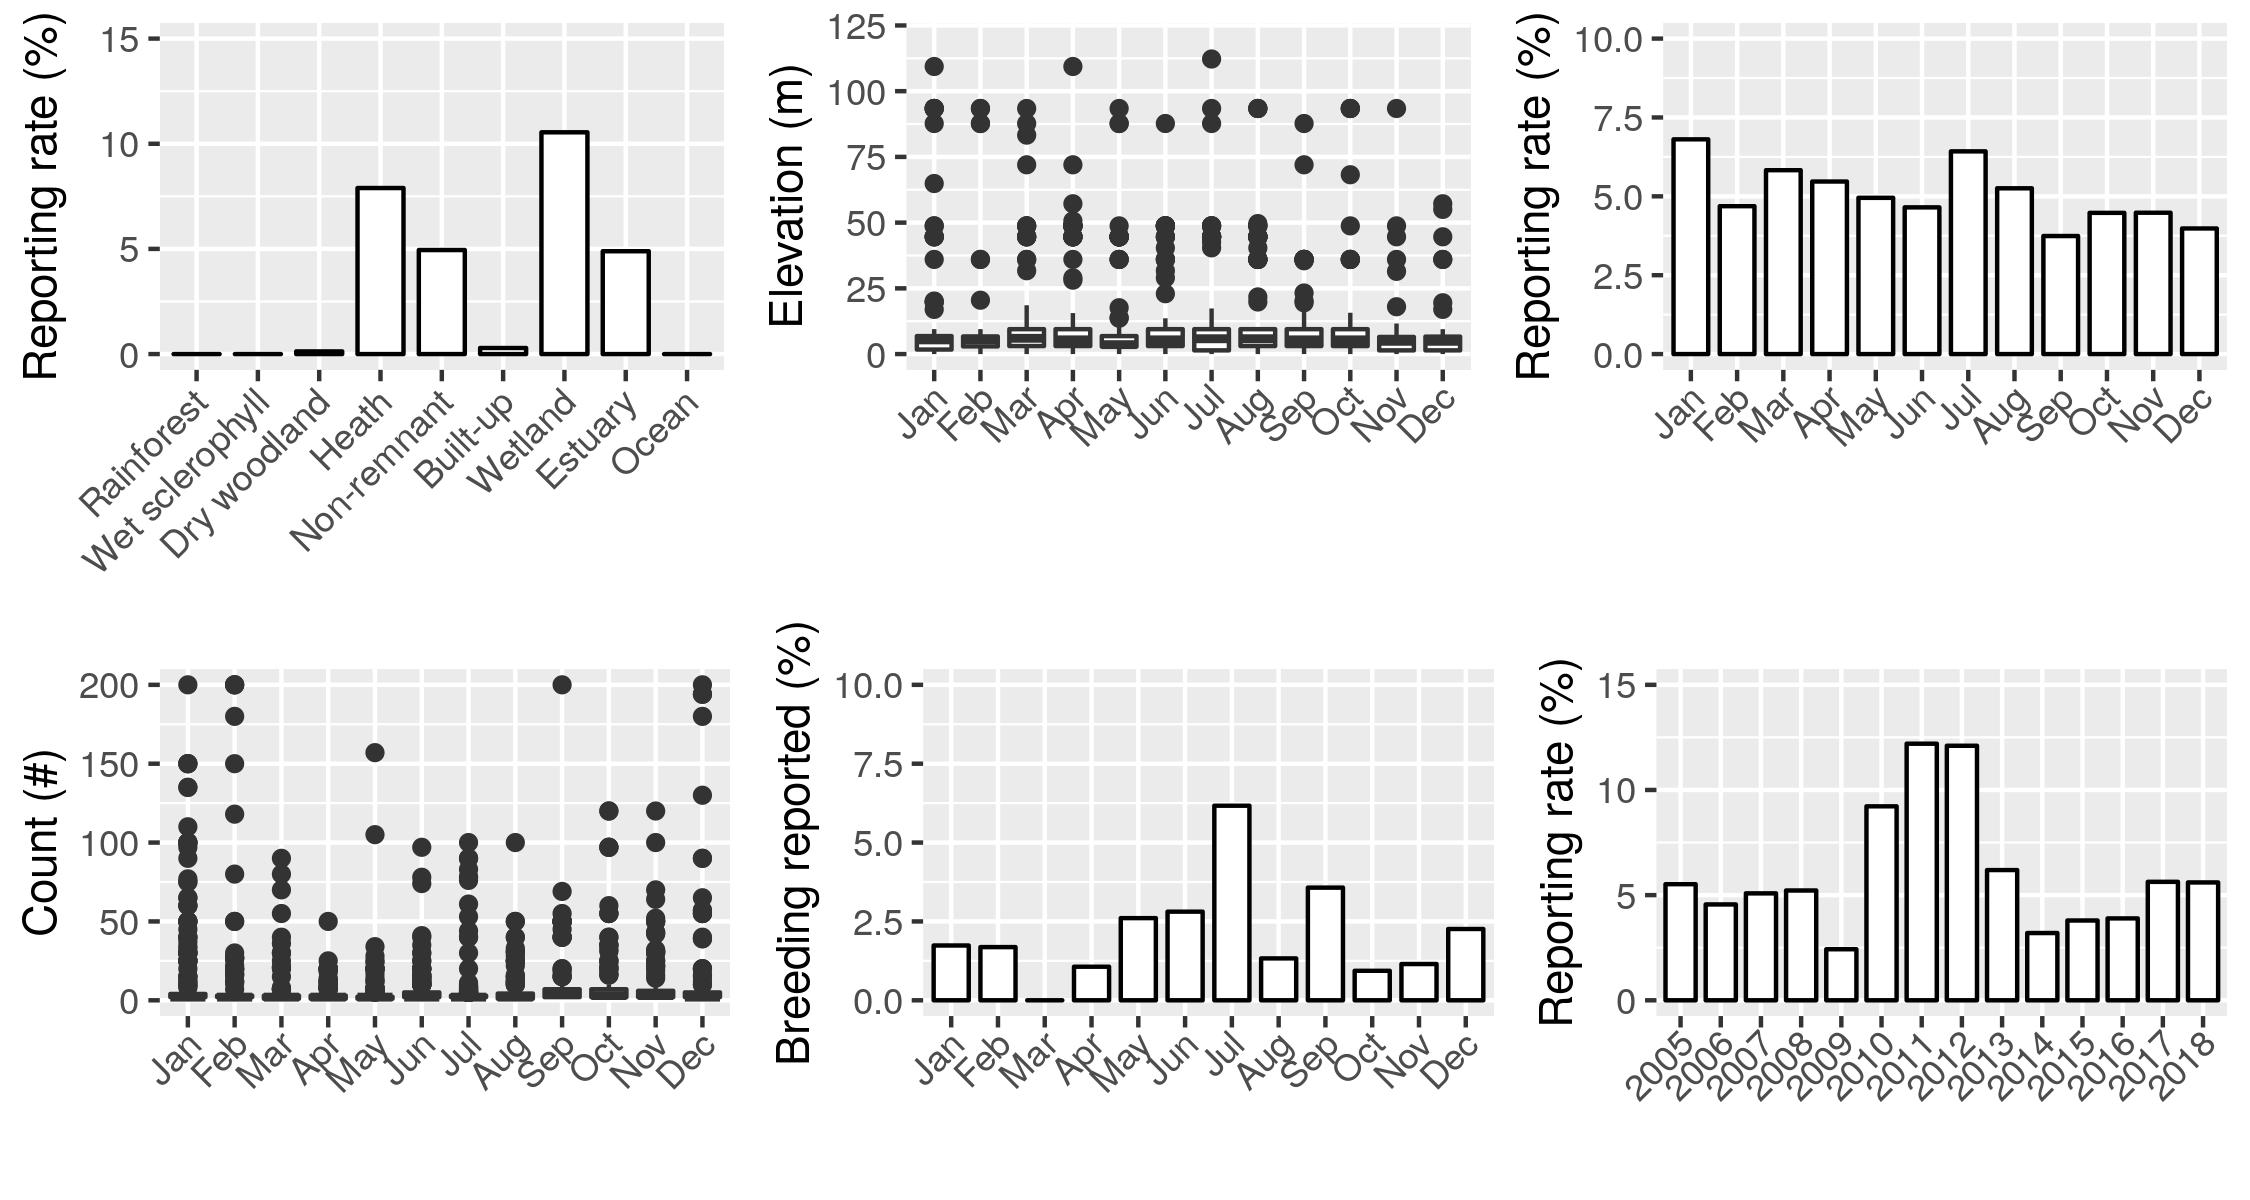 Reporting rate (%)
15
10
5
0
Rainforest
Wet sclerophyll
Dry woodland
Heath
Non-remnant
Built-up
Wetland
Estuary
Ocean
Elevation (m)
125
100
75
50
25
0
Jan
Feb
Mar
Apr
May
Jun
Jul
Aug
Sep
Oct
Nov
Dec
Reporting rate (%)
10.0
7.5
5.0
2.5
0.0
Jan
Feb
Mar
Apr
May
Jun
Jul
Aug
Sep
Oct
Nov
Dec
Count (#)
200
150
100
50
0
Jan
Feb
Mar
Apr
May
Jun
Jul
Aug
Sep
Oct
Nov
Dec
Breeding reported (%)
10.0
7.5
5.0
2.5
0.0
Jan
Feb
Mar
Apr
May
Jun
Jul
Aug
Sep
Oct
Nov
Dec
Reporting rate (%)
15
10
5
0
2005
2006
2007
2008
2009
2010
2011
2012
2013
2014
2015
2016
2017
2018